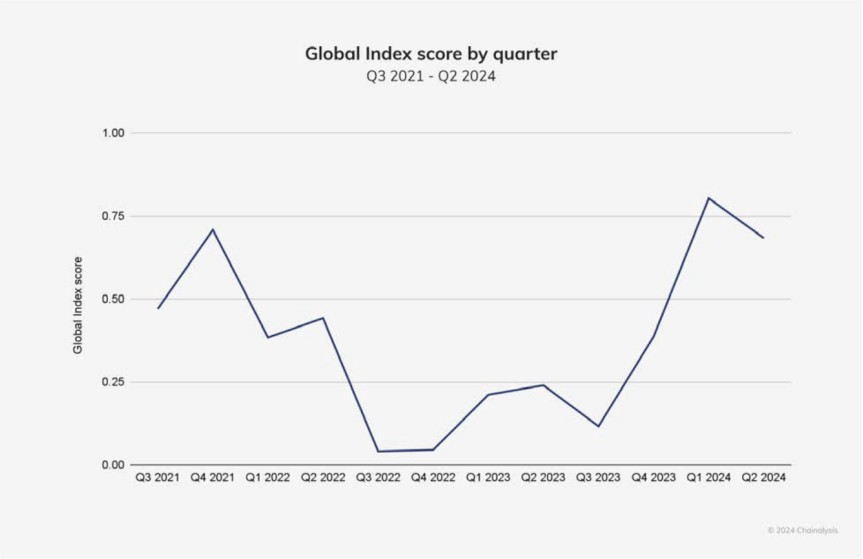 Global Index score by quarter
Q3 2021 - Q2 2024
1.00
0.75
0.50
0.25
0.00
Global Index score
Q3 2021 Q4 2021 Q1 2022 Q2 2022 Q3 2022 Q4 2022 Q1 2023 Q2 2023 Q3 2023 Q4 2023 Q1 2024 Q2 2024
© 2024 Chainalysis